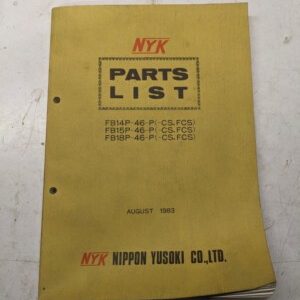 NYK
PARTS
LIST
FB14P-46-P(-CS,FCS)
FB15P-46-P(-CS,FCS)
FB18P-46-P(-CS,FCS)
AUGUST 1983
NYK NIPPON YUSOKI CO.,LTD.